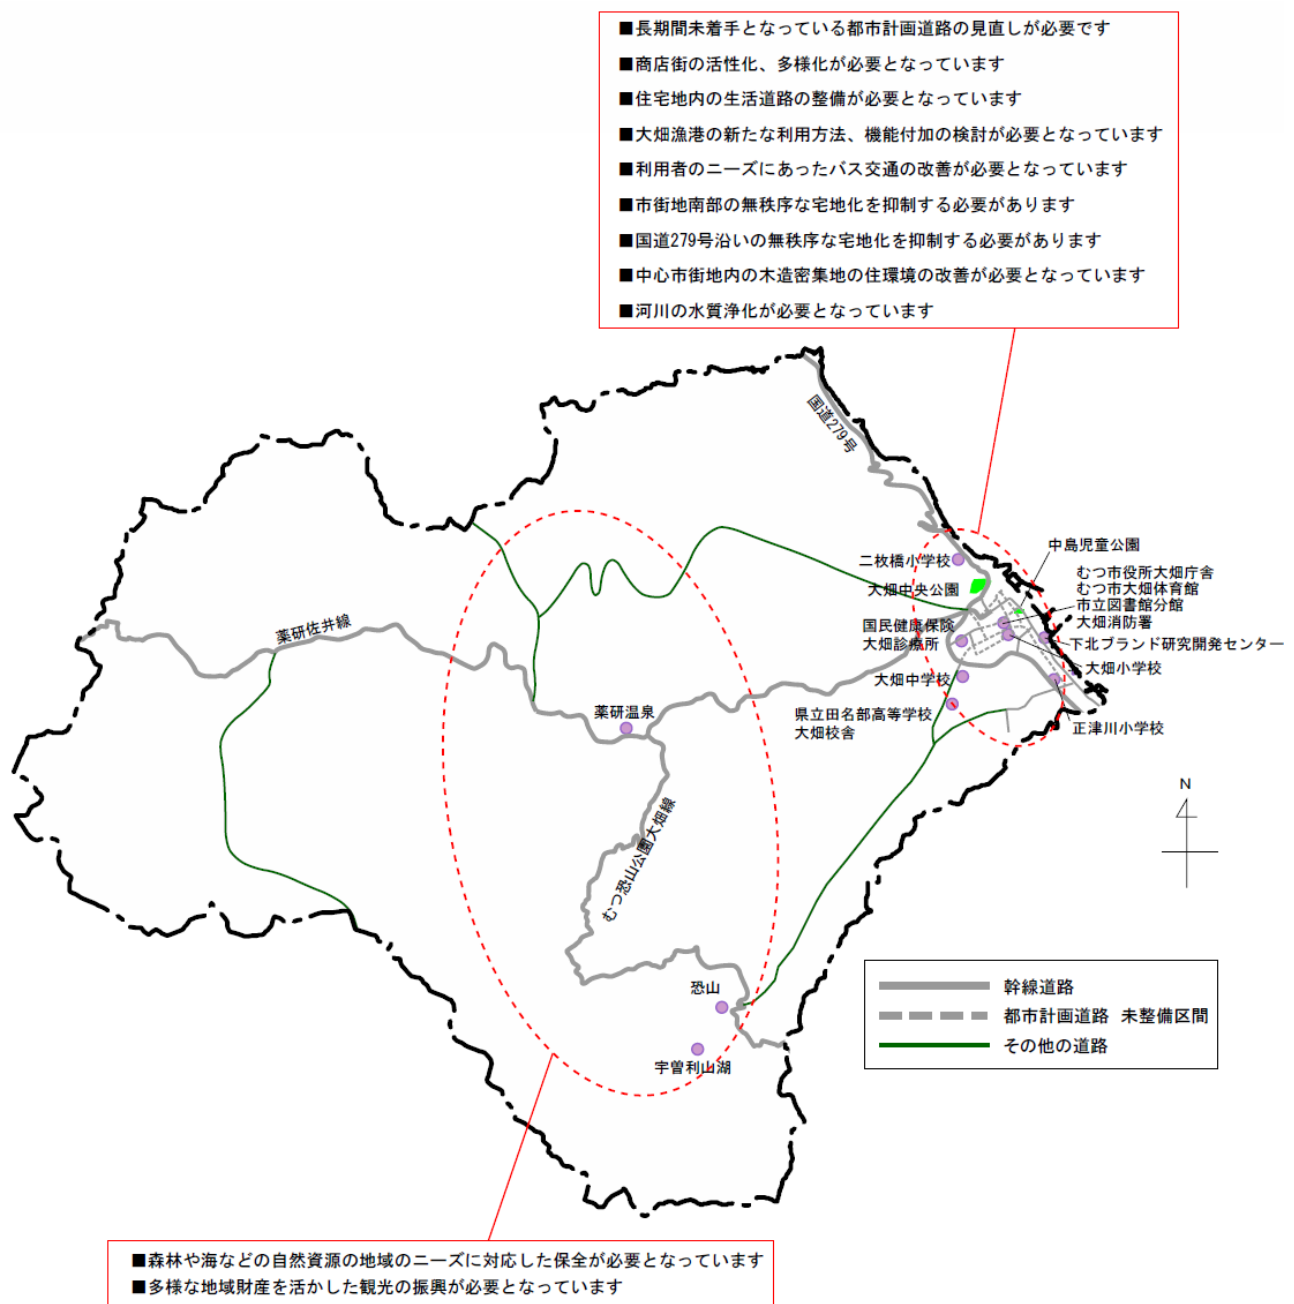 ■長期間未着手となっている都市計画道路の見直しが必要です
■商店街の活性化、多様化が必要となっています
■住宅地内の生活道路の整備が必要となっています
■大畑漁港の新たな利用方法、機能付加の検討が必要となっています
■利用者のニーズにあったバス交通の改善が必要となっています
■市街地南部の無秩序な宅地化を抑制する必要があります
■国道279号沿いの無秩序な宅地化を抑制する必要があります
■中心市街地内の木造密集地の住環境の改善が必要となっています
■河川の水質浄化が必要となっています
国道279号
中島児童公園
二枚橋小学校
むつ市役所大畑庁舎
むつ市大畑体育館
大畑中央公園
市立図書館分館
大畑消防署
国民健康保険
大畑診療所
下北ブランド研究開発センター
大畑小学校
薬研佐井線
大畑中学校
薬研温泉
県立田名部高等学校
大畑校舎
正津川小学校
N
むつ恐山公園大畑線
恐山
宇曽利山湖
幹線道路
都市計画道路 未整備区間
その他の道路
■森林や海などの自然資源の地域のニーズに対応した保全が必要となっています
■多様な地域財産を活かした観光の振興が必要となっています